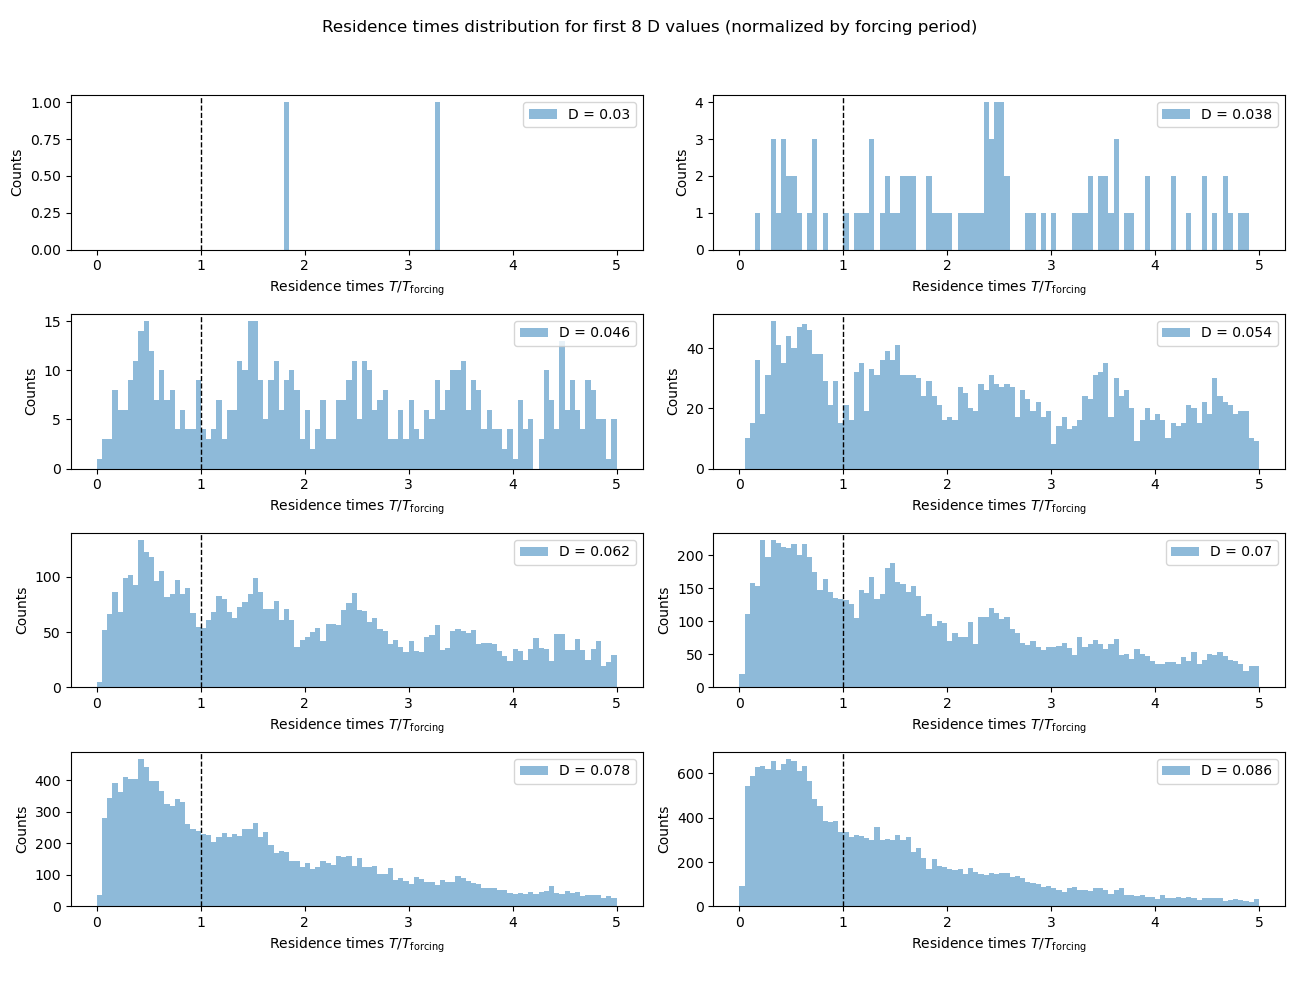 Residence times distribution for first 8 D values (normalized by forcing period)
D = 0.03
Counts
1.00
0.75
0.50
0.25
0.00
0 1 2 3 4 5
Residence times T/T_forcing
D = 0.038
Counts
4
3
2
1
0
0 1 2 3 4 5
Residence times T/T_forcing
D = 0.046
Counts
15
10
5
0
0 1 2 3 4 5
Residence times T/T_forcing
D = 0.054
Counts
40
20
0
0 1 2 3 4 5
Residence times T/T_forcing
D = 0.062
Counts
100
50
0
0 1 2 3 4 5
Residence times T/T_forcing
D = 0.07
Counts
200
150
100
50
0
0 1 2 3 4 5
Residence times T/T_forcing
D = 0.078
Counts
400
300
200
100
0
0 1 2 3 4 5
Residence times T/T_forcing
D = 0.086
Counts
600
400
200
0
0 1 2 3 4 5
Residence times T/T_forcing